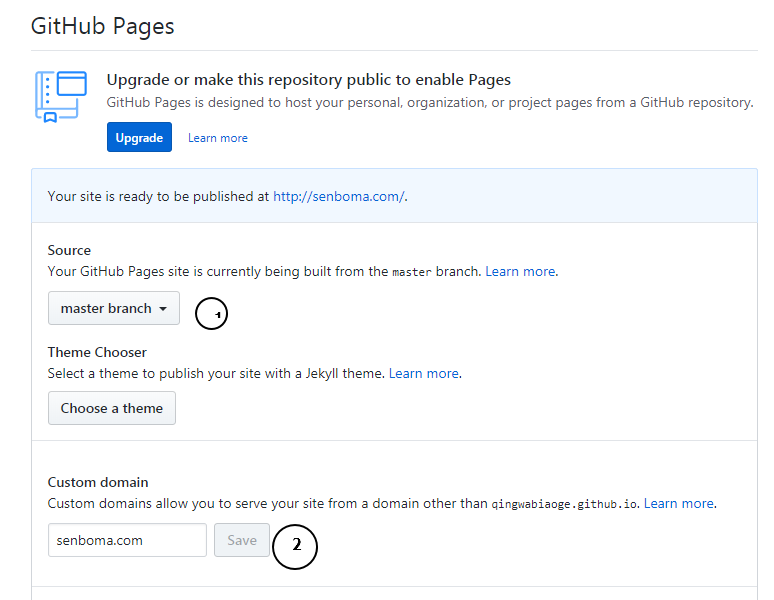 GitHub Pages
Upgrade or make this repository public to enable Pages
GitHub Pages is designed to host your personal, organization, or project pages from a GitHub repository.
Upgrade Learn more
Your site is ready to be published at http://senboma.com/.
Source
Your GitHub Pages site is currently being built from the master branch. Learn more.
master branch 1
Theme Chooser
Select a theme to publish your site with a Jekyll theme. Learn more.
Choose a theme
Custom domain
Custom domains allow you to serve your site from a domain other than qingwabiaoge.github.io. Learn more.
senboma.com Save 2